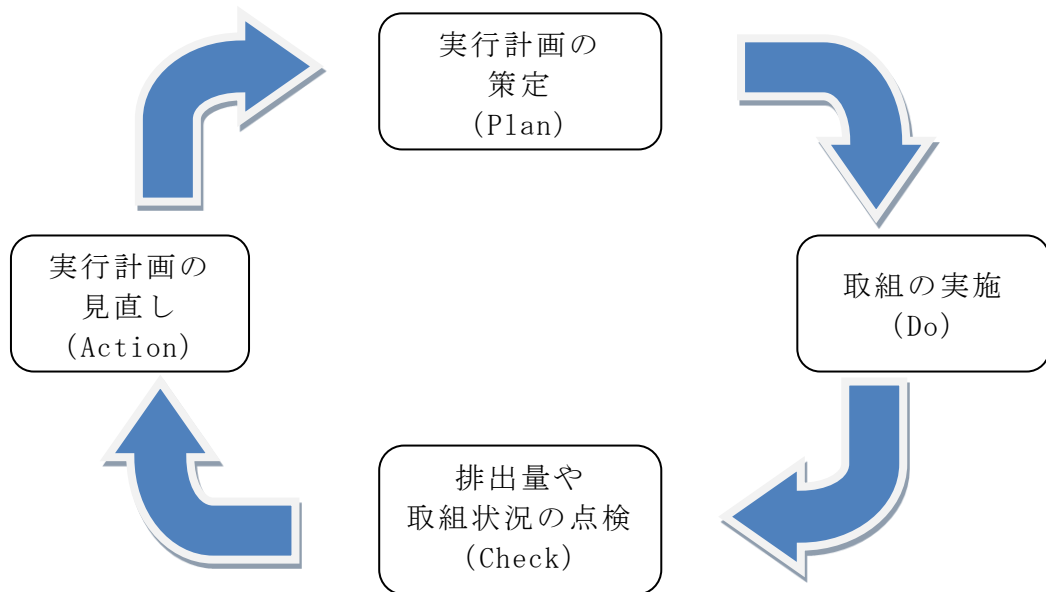 実行計画の
策定
(Plan)
取組の実施
(Do)
排出量や
取組状況の点検
(Check)
実行計画の
見直し
(Action)